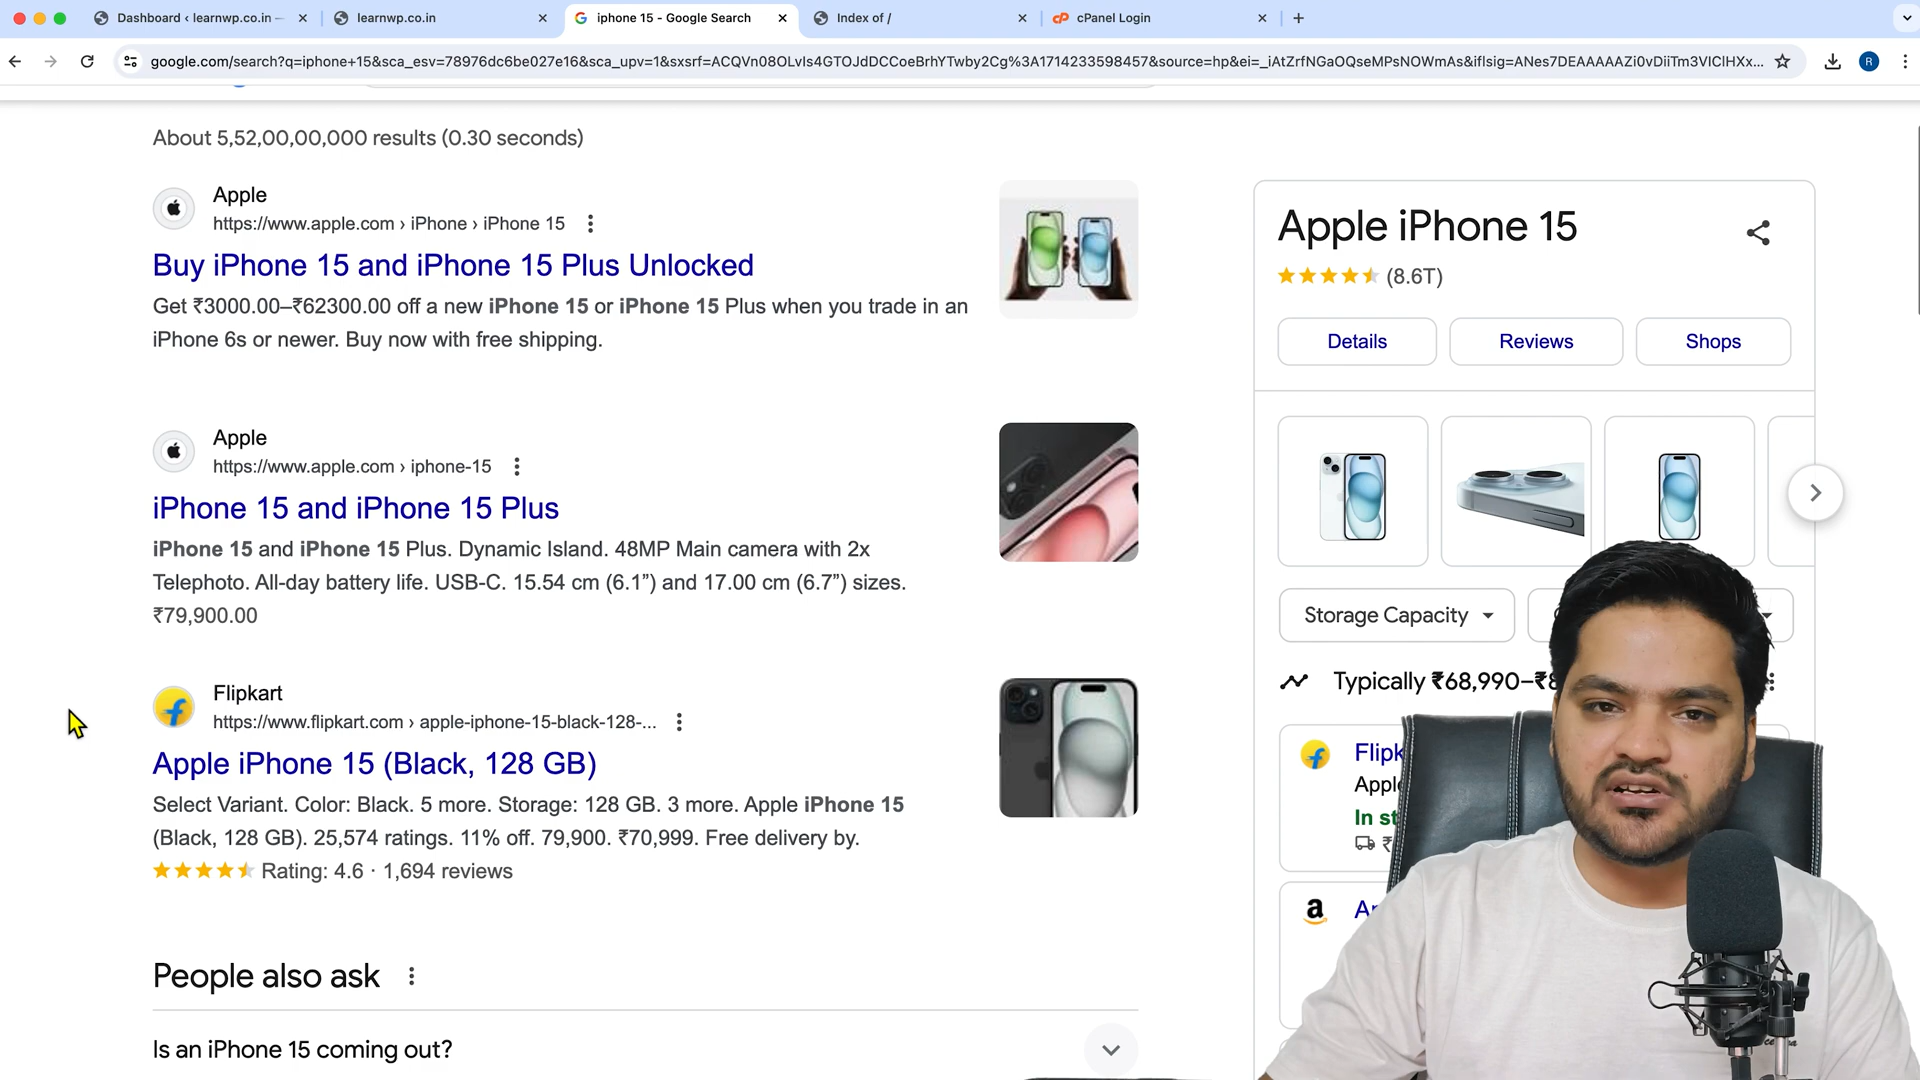 Dashboard ‹ learnwp.co.in –
learnwp.co.in
iphone 15 - Google Search
Index of /
cPanel Login
google.com/search?q=iphone+15&sca_esv=78976dc6be027e16&sca_upv=1&sxsrf=ACQVn08OLvIs4GTOJdDCCoeBrhYTwby2Cg%3A1714233598457&source=hp&ei=_iAtZrfNGaOQseMPsNOWmAs&iflsig=ANes7DEAAAAAZi0vDiiTm3VIClHXx...
R
About 5,52,00,00,000 results (0.30 seconds)
Apple
https://www.apple.com › iPhone › iPhone 15
Buy iPhone 15 and iPhone 15 Plus Unlocked
Get ₹3000.00–₹62300.00 off a new iPhone 15 or iPhone 15 Plus when you trade in an
iPhone 6s or newer. Buy now with free shipping.
Apple
https://www.apple.com › iphone-15
iPhone 15 and iPhone 15 Plus
iPhone 15 and iPhone 15 Plus. Dynamic Island. 48MP Main camera with 2x
Telephoto. All-day battery life. USB-C. 15.54 cm (6.1”) and 17.00 cm (6.7”) sizes.
₹79,900.00
Flipkart
https://www.flipkart.com › apple-iphone-15-black-128-...
Apple iPhone 15 (Black, 128 GB)
Select Variant. Color: Black. 5 more. Storage: 128 GB. 3 more. Apple iPhone 15
(Black, 128 GB). 25,574 ratings. 11% off. 79,900. ₹70,999. Free delivery by.
Rating: 4.6 · 1,694 reviews
People also ask
Is an iPhone 15 coming out?
Apple iPhone 15
(8.6T)
Details
Reviews
Shops
Storage Capacity
Typically ₹68,990–₹8
Flipk
Apple
In st
₹
a